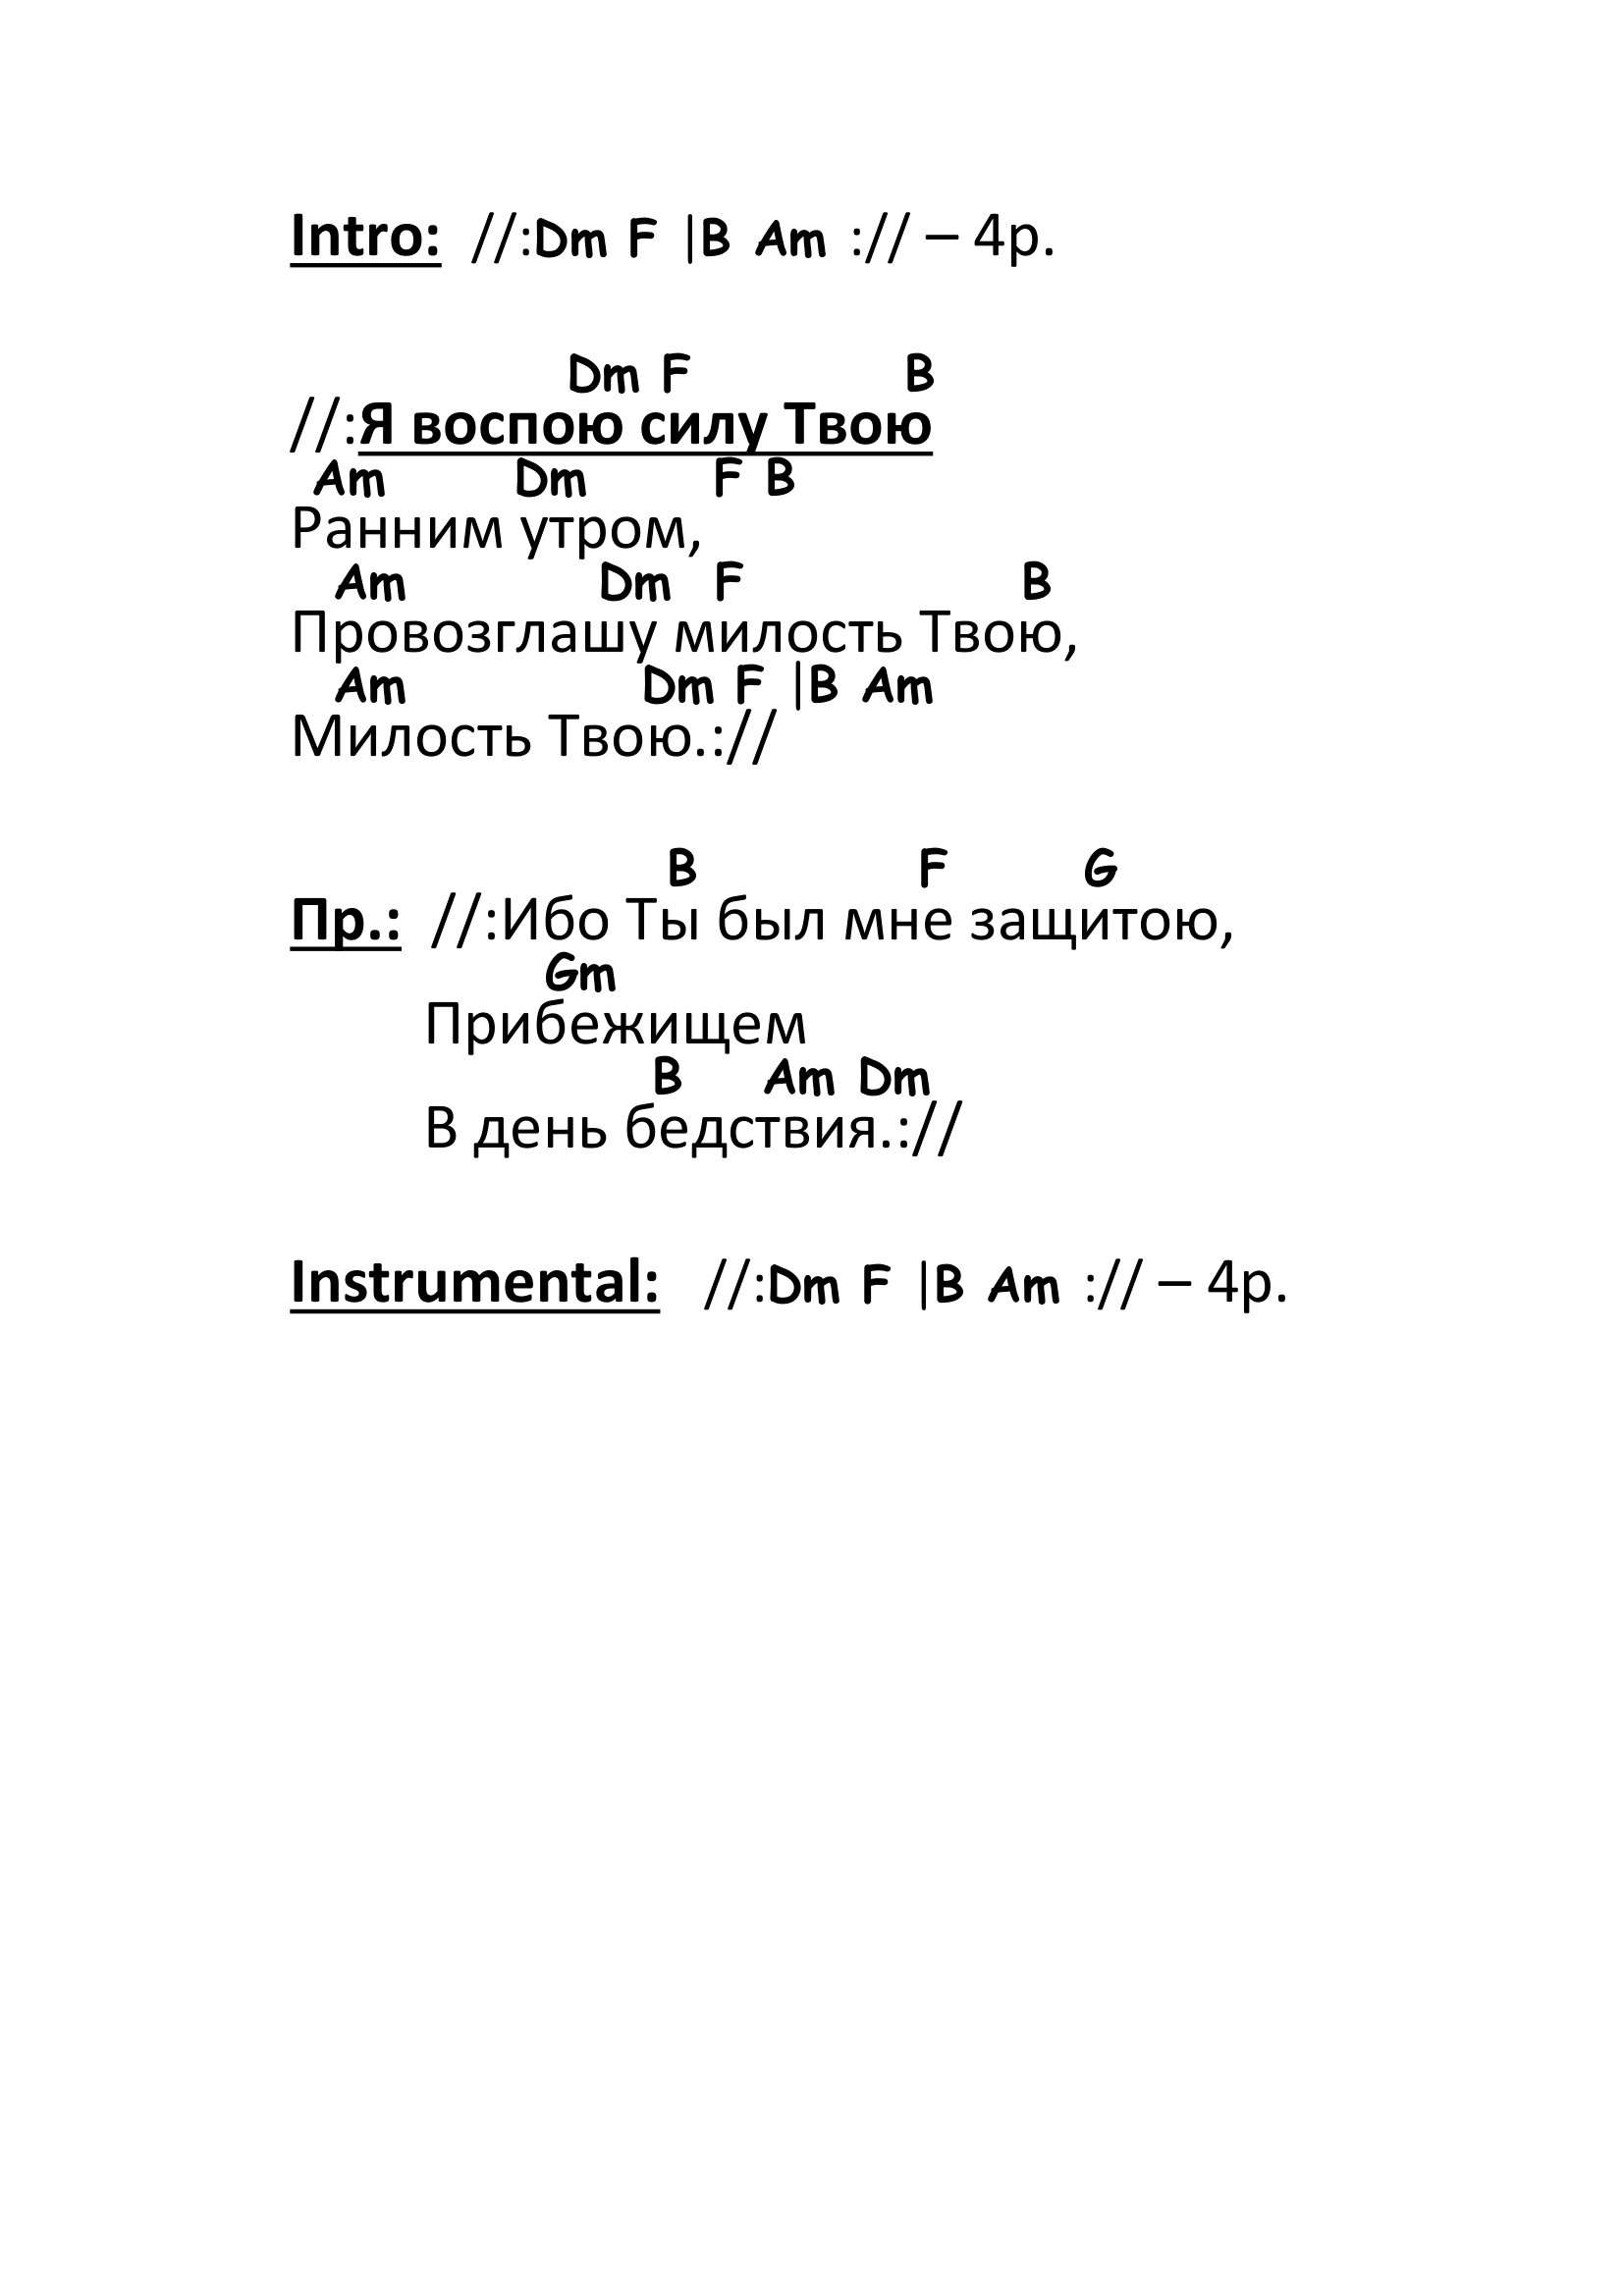 Intro: //:Dm F |B Am :// – 4р.
Dm F B
//:Я воспою силу Твою
Am Dm F B
Ранним утром,
Am Dm F B
Провозглашу милость Твою,
Am Dm F |B Am
Милость Твою.://
B F G
Пр.: //:Ибо Ты был мне защитою,
Gm
Прибежищем
B Am Dm
В день бедствия.://
Instrumental: //:Dm F |B Am :// – 4р.